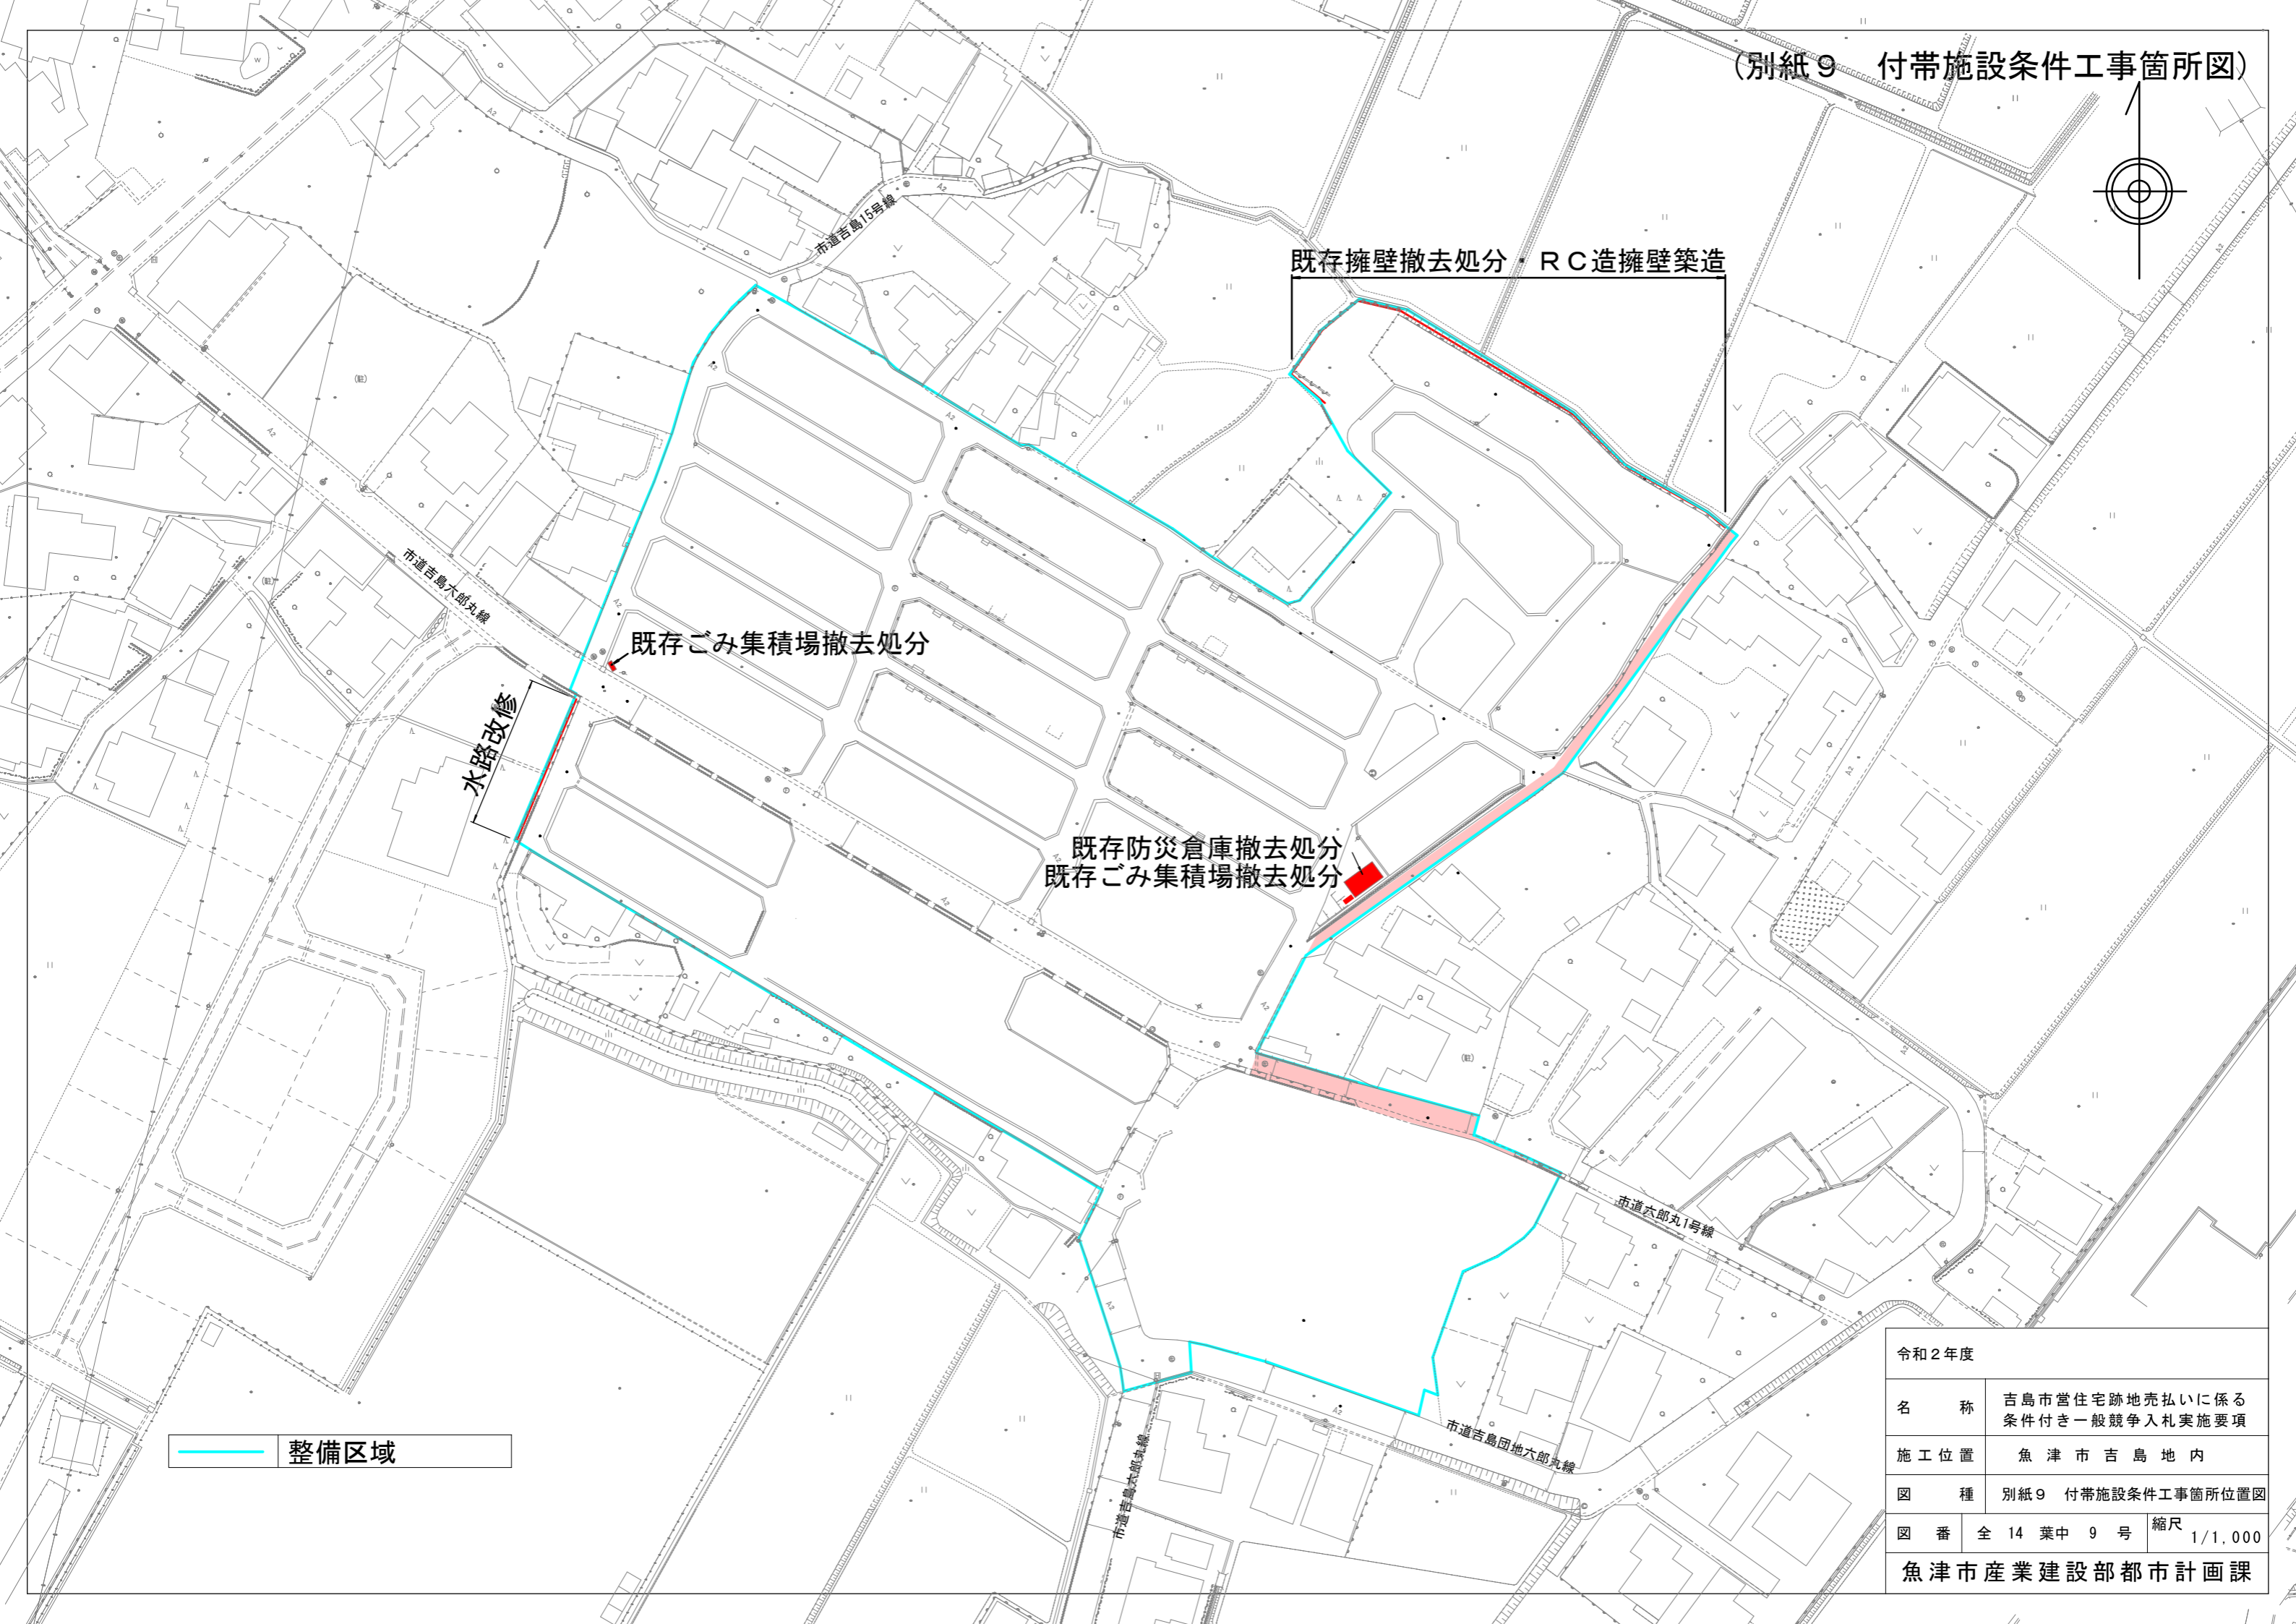 (別紙９　付帯施設条件工事箇所図)
市道吉島15号線
既存擁壁撤去処分・ＲＣ造擁壁築造
市道吉島六郎丸線
既存ごみ集積場撤去処分
水路改修
既存防災倉庫撤去処分
既存ごみ集積場撤去処分
市道六郎丸1号線
市道吉島団地六郎丸線
市道吉島六郎丸線
整備区域
令和２年度
名　称　吉島市営住宅跡地売払いに係る
条件付き一般競争入札実施要項
施工位置　魚津市吉島地内
図　種　別紙９　付帯施設条件工事箇所位置図
図　番　全　14　葉中　9　号　縮尺　1/1,000
魚津市産業建設部都市計画課